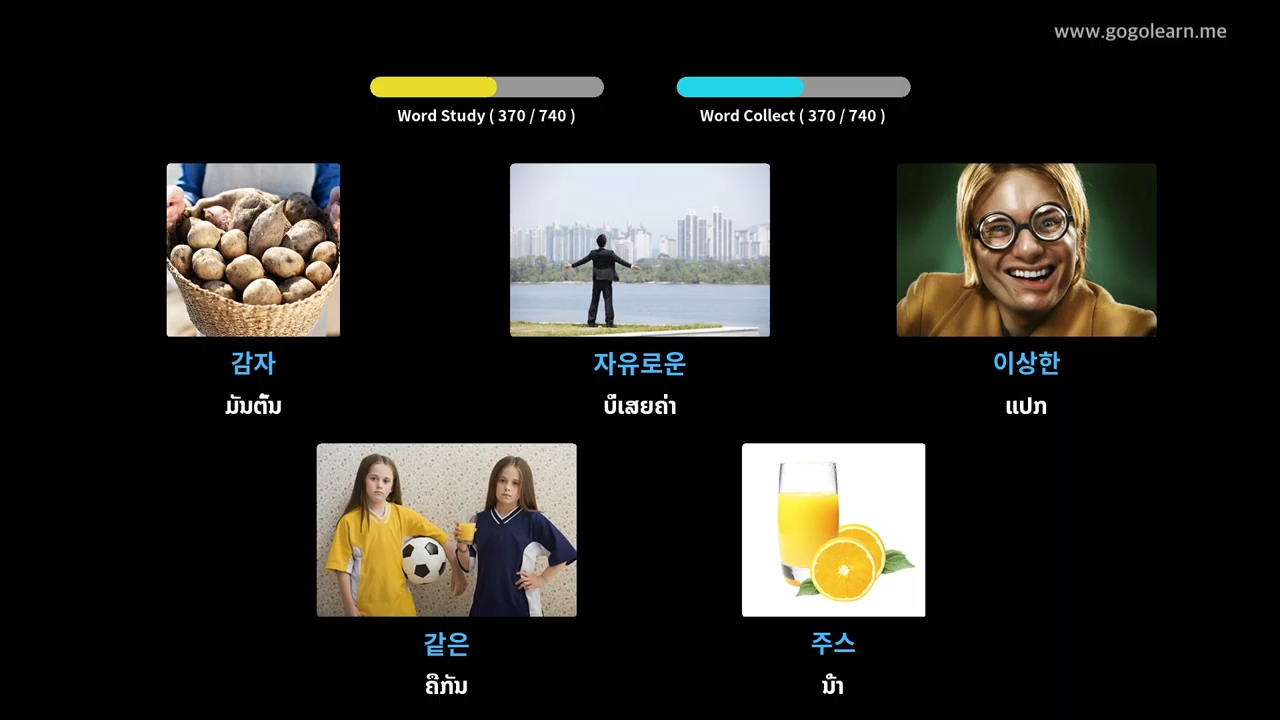 www.gogolearn.me
Word Study ( 370 / 740 )
Word Collect ( 370 / 740 )
감자
ມັນຕົ້ນ
자유로운
ບໍ່ເສຍຄ່າ
이상한
ແປກ
같은
ຄືກັນ
주스
ນ້ຳ